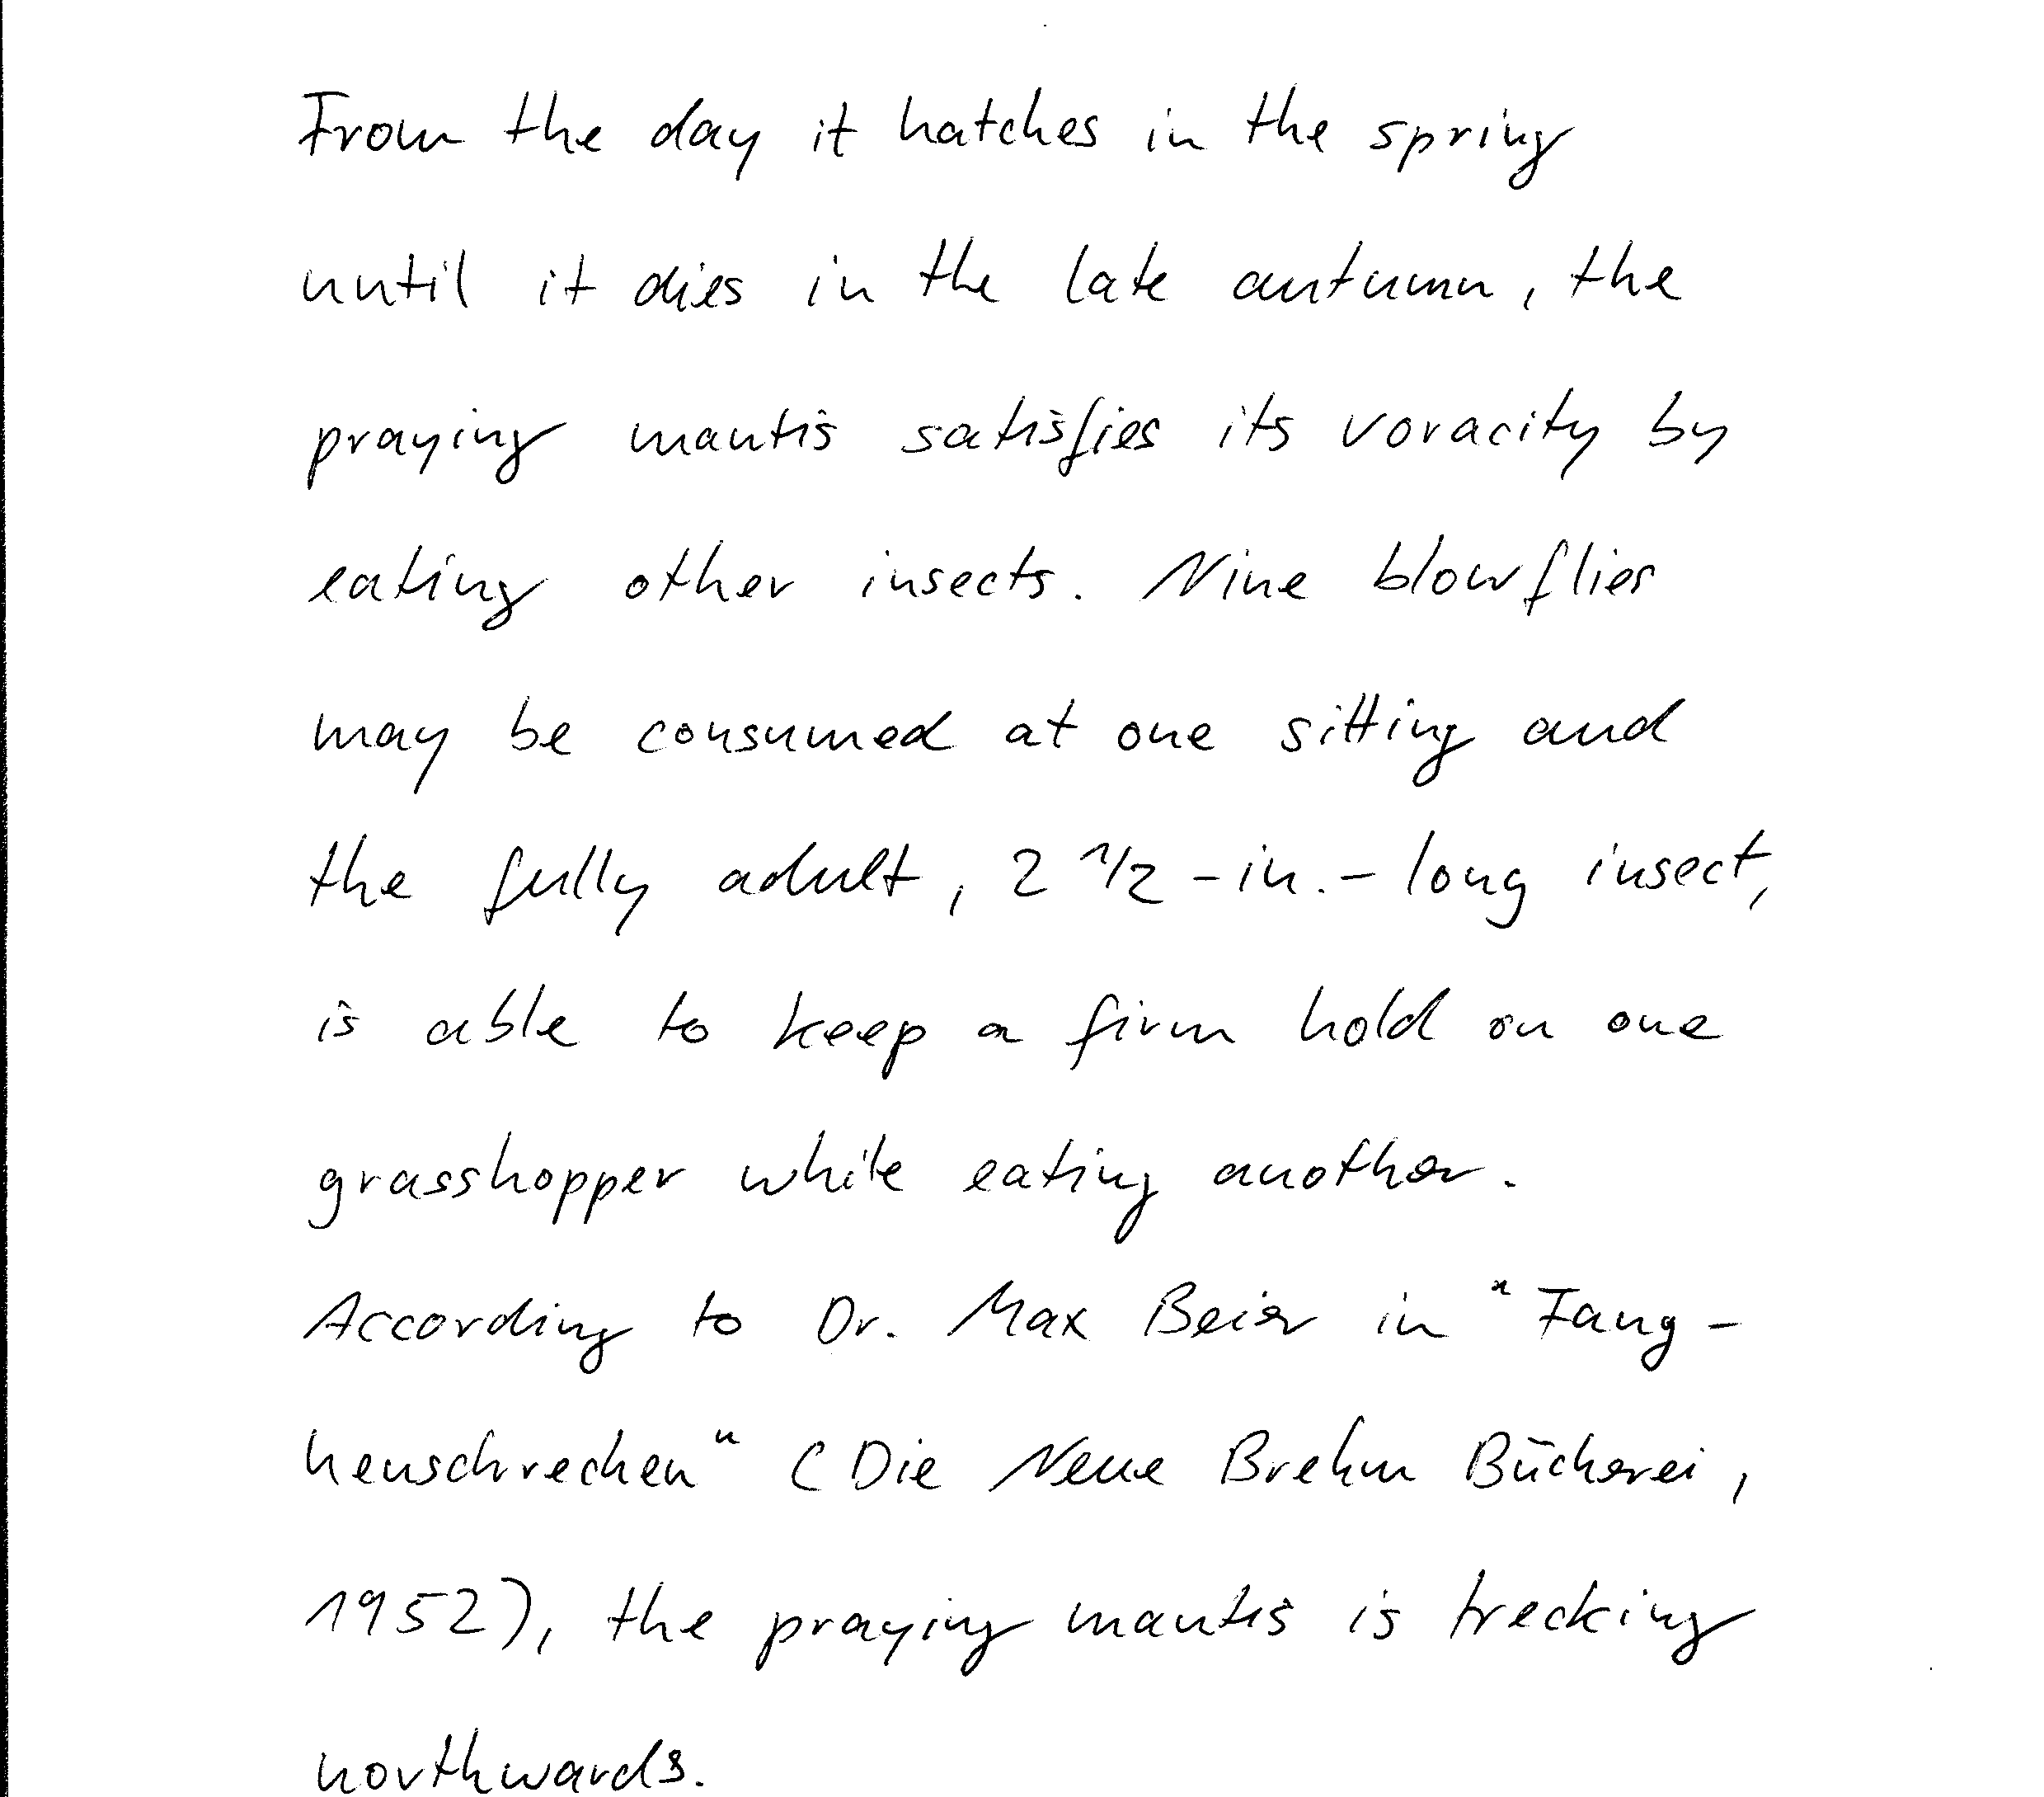 From the day it hatches in the spring
until it dies in the late autumn, the
praying mantis satisfies its voracity by
eating other insects. Nine blowflies
may be consumed at one sitting and
the fully adult, 2 1/2 -in.- long insect,
is able to keep a firm hold on one
grasshopper while eating another.
According to Dr. Max Beier in "Fang-
heuschrecken" (Die Neue Brehm Bücherei,
1952), the praying mantis is trecking
northwards.